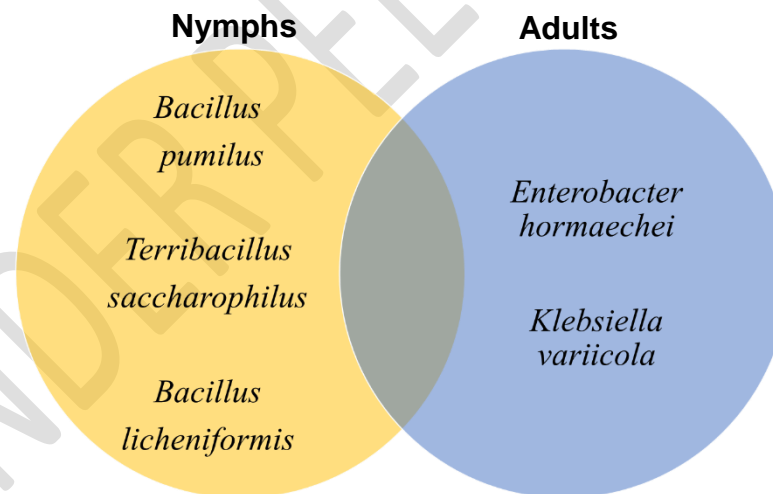 Nymphs
Adults
Bacillus
pumilus
Terribacillus
saccharophilus
Bacillus
licheniformis
Enterobacter
hormaechei
Klebsiella
variicola